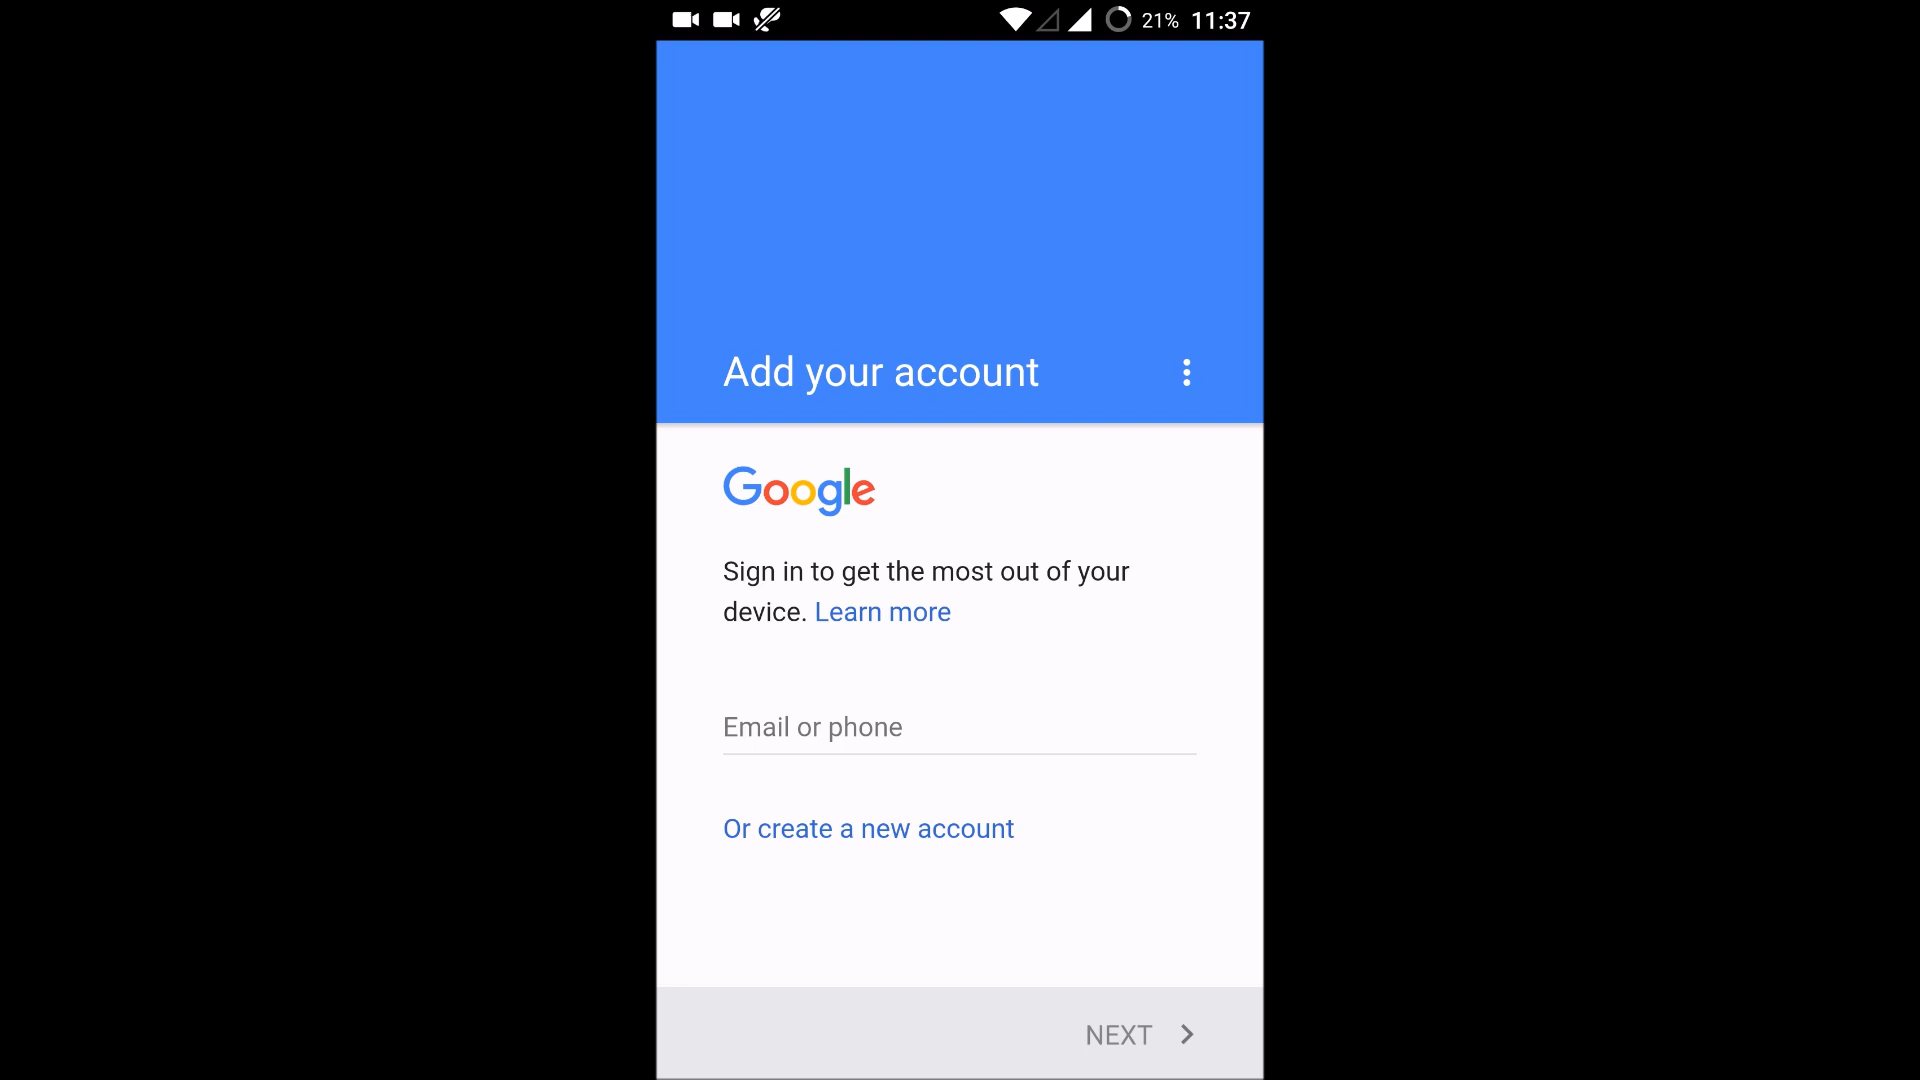 21% 11:37
Add your account
Google
Sign in to get the most out of your
device. Learn more
Email or phone
Or create a new account
NEXT